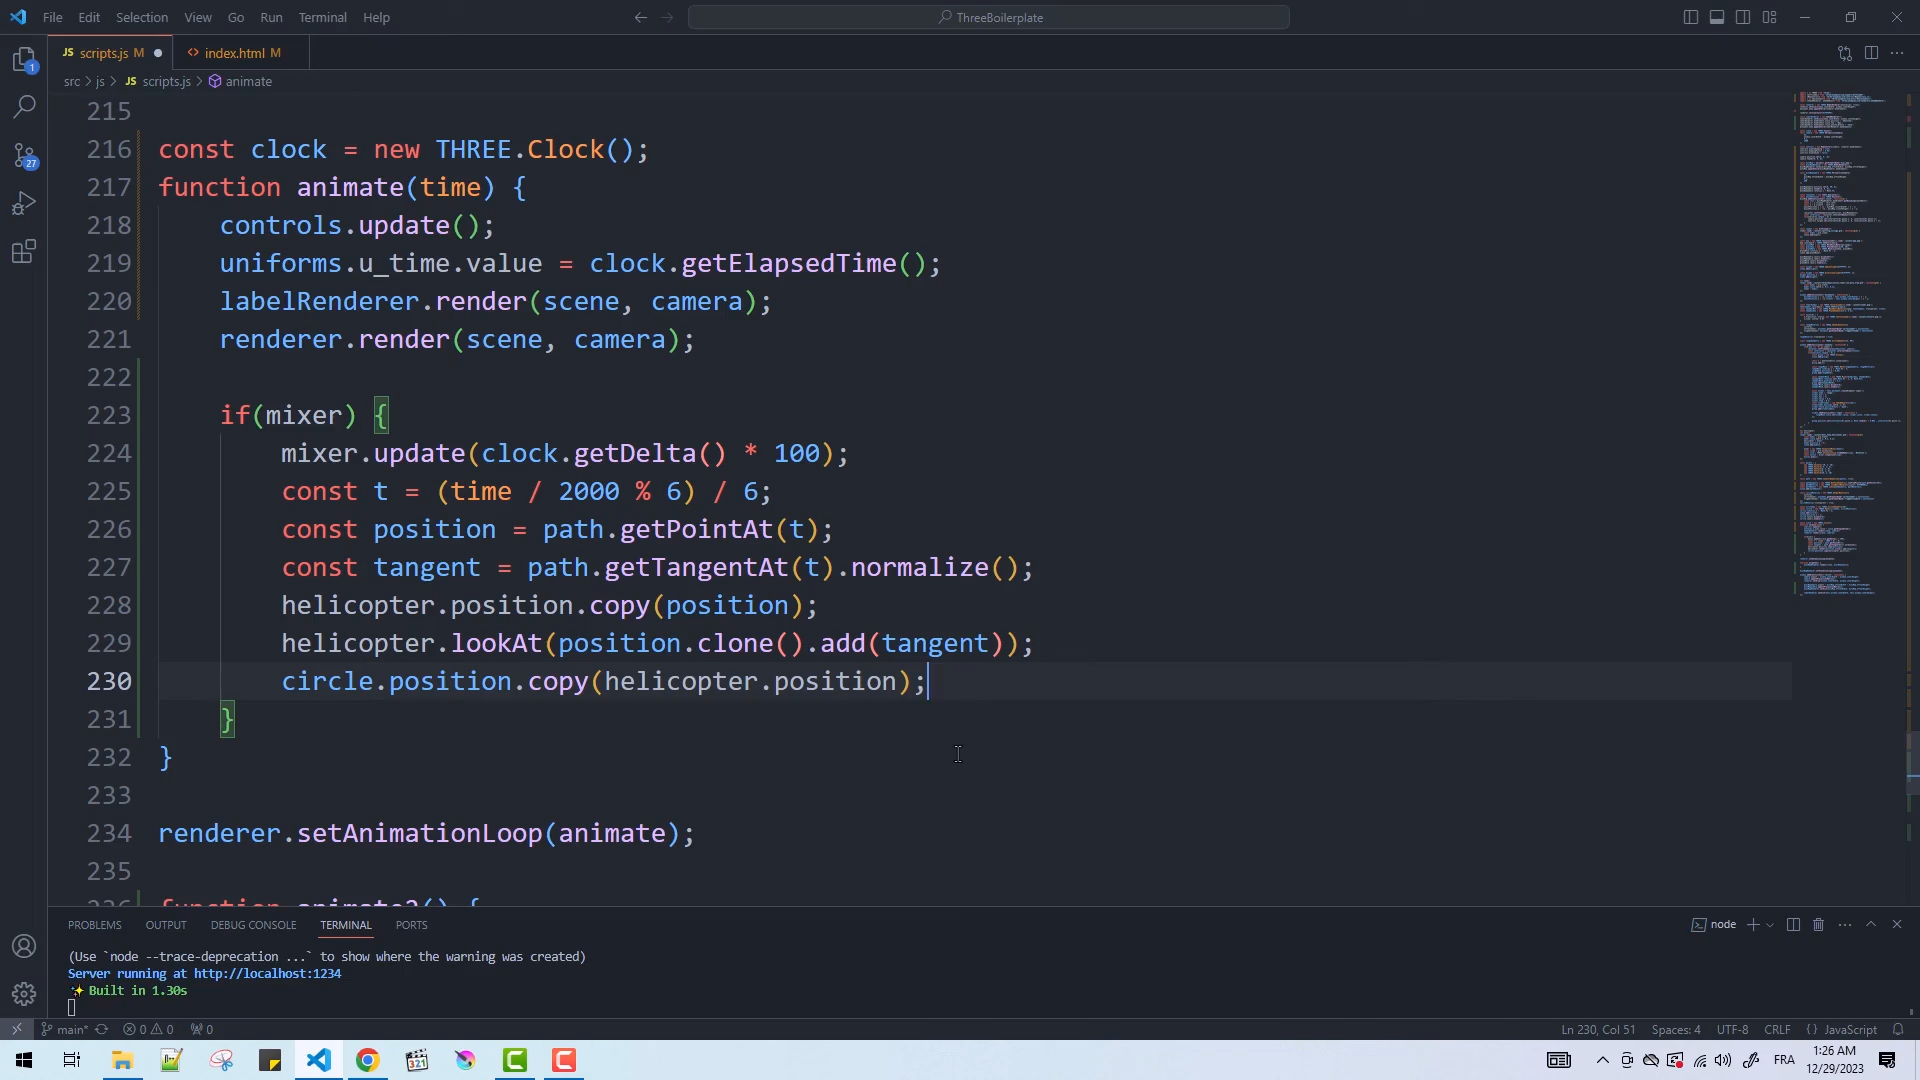 File Edit Selection View Go Run Terminal Help
ThreeBoilerplate
JS scripts.js M
<> index.html M
src > js > JS scripts.js > animate
215
216 const clock = new THREE.Clock();
217 function animate(time) {
218 controls.update();
219 uniforms.u_time.value = clock.getElapsedTime();
220 labelRenderer.render(scene, camera);
221 renderer.render(scene, camera);
222
223 if(mixer) {
224 mixer.update(clock.getDelta() * 100);
225 const t = (time / 2000 % 6) / 6;
226 const position = path.getPointAt(t);
227 const tangent = path.getTangentAt(t).normalize();
228 helicopter.position.copy(position);
229 helicopter.lookAt(position.clone().add(tangent));
230 circle.position.copy(helicopter.position);
231 }
232 }
233
234 renderer.setAnimationLoop(animate);
235
236 function animate2() {
1
27
PROBLEMS OUTPUT DEBUG CONSOLE TERMINAL PORTS
node
(Use `node --trace-deprecation ...` to show where the warning was created)
Server running at http://localhost:1234
✨ Built in 1.30s
main* 0 0 0
Ln 230, Col 51 Spaces: 4 UTF-8 CRLF {} JavaScript
321
FRA
1:26 AM
12/29/2023